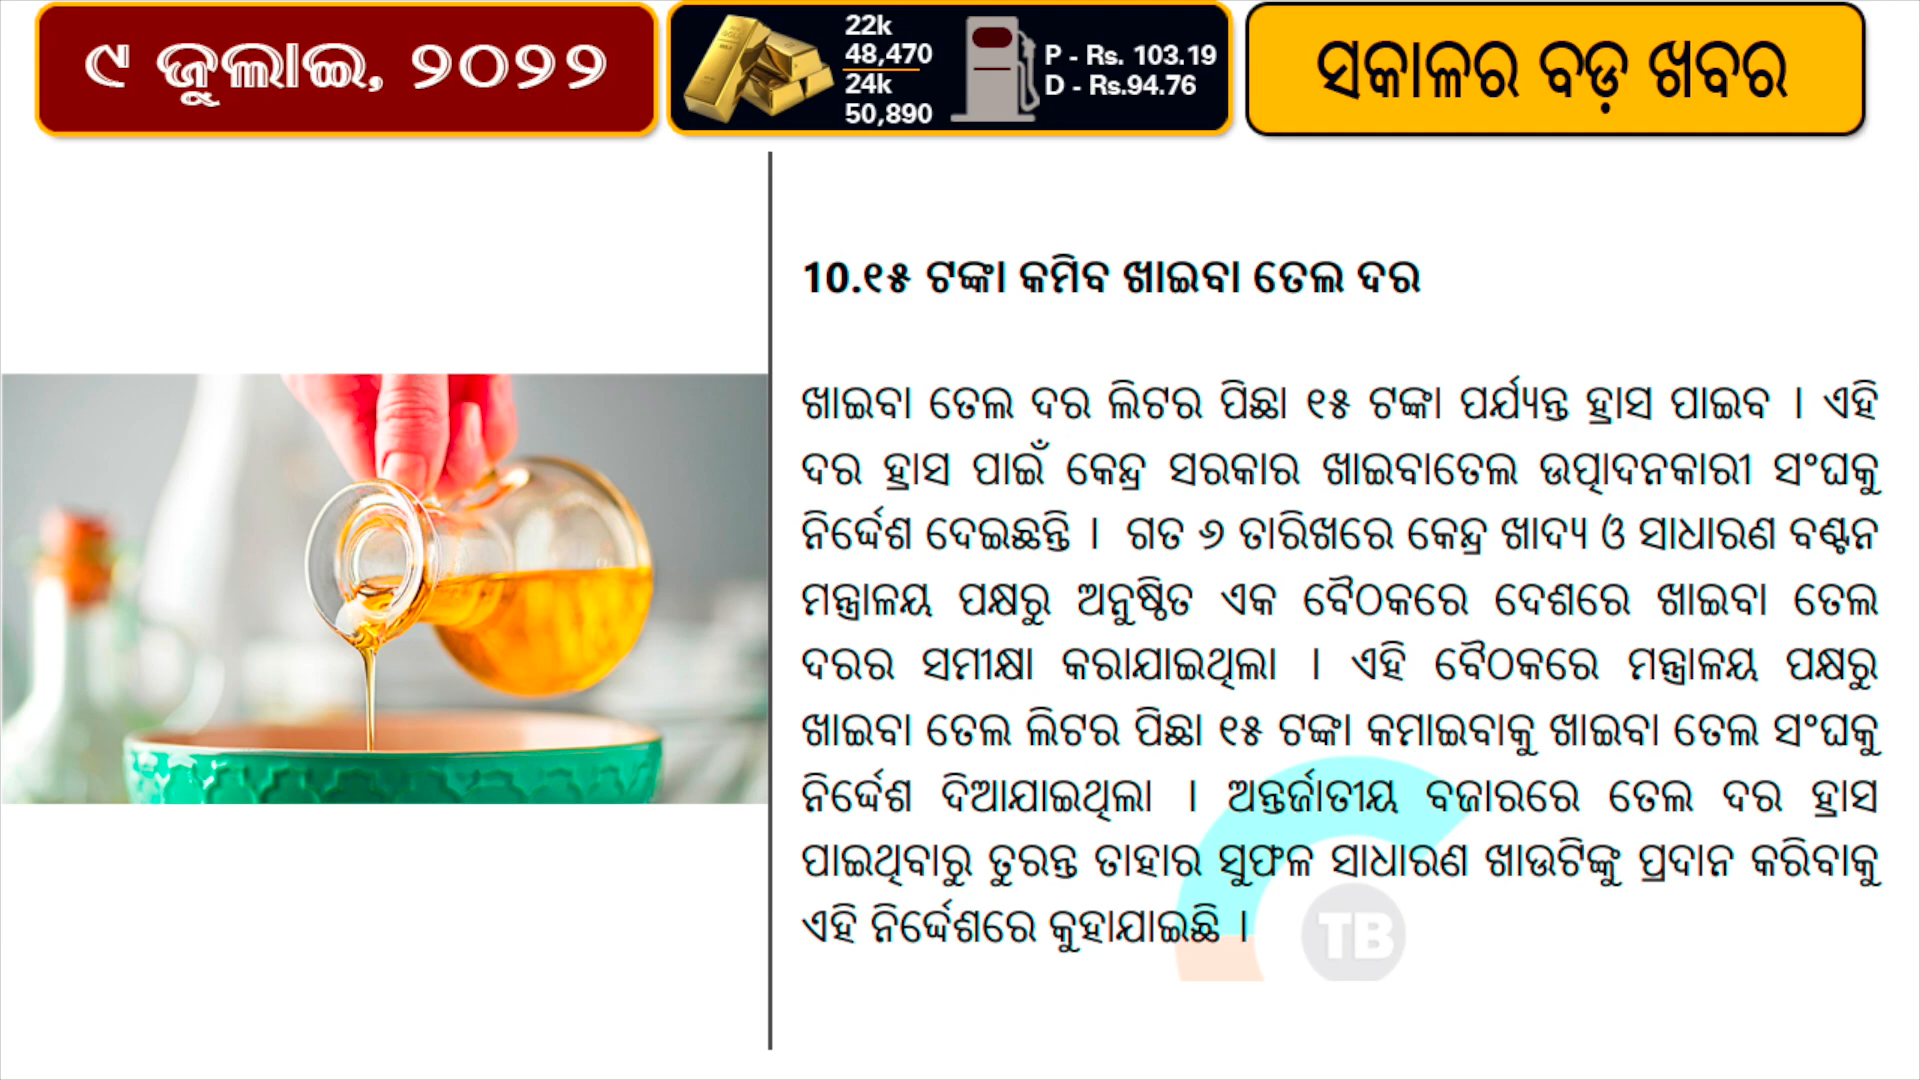 ୯ ଜୁଲାଇ, ୨୦୨୨
22k
48,470
24k
50,890
P - Rs. 103.19
D - Rs.94.76
ସକାଳର ବଡ଼ ଖବର
10.୧୫ ଟଙ୍କା କମିବ ଖାଇବା ତେଲ ଦର
ଖାଇବା ତେଲ ଦର ଲିଟର ପିଛା ୧୫ ଟଙ୍କା ପର୍ଯ୍ୟନ୍ତ ହ୍ରାସ ପାଇବ । ଏହି
ଦର ହ୍ରାସ ପାଇଁ କେନ୍ଦ୍ର ସରକାର ଖାଇବାତେଲ ଉତ୍ପାଦନକାରୀ ସଂଘକୁ
ନିର୍ଦ୍ଦେଶ ଦେଇଛନ୍ତି । ଗତ ୬ ତାରିଖରେ କେନ୍ଦ୍ର ଖାଦ୍ୟ ଓ ସାଧାରଣ ବଣ୍ଟନ
ମନ୍ତ୍ରାଳୟ ପକ୍ଷରୁ ଅନୁଷ୍ଠିତ ଏକ ବୈଠକରେ ଦେଶରେ ଖାଇବା ତେଲ
ଦରର ସମୀକ୍ଷା କରାଯାଇଥିଲା । ଏହି ବୈଠକରେ ମନ୍ତ୍ରାଳୟ ପକ୍ଷରୁ
ଖାଇବା ତେଲ ଲିଟର ପିଛା ୧୫ ଟଙ୍କା କମାଇବାକୁ ଖାଇବା ତେଲ ସଂଘକୁ
ନିର୍ଦ୍ଦେଶ ଦିଆଯାଇଥିଲା । ଅନ୍ତର୍ଜାତୀୟ ବଜାରରେ ତେଲ ଦର ହ୍ରାସ
ପାଇଥିବାରୁ ତୁରନ୍ତ ତାହାର ସୁଫଳ ସାଧାରଣ ଖାଉଟିଙ୍କୁ ପ୍ରଦାନ କରିବାକୁ
ଏହି ନିର୍ଦ୍ଦେଶରେ କୁହାଯାଇଛି ।
TB